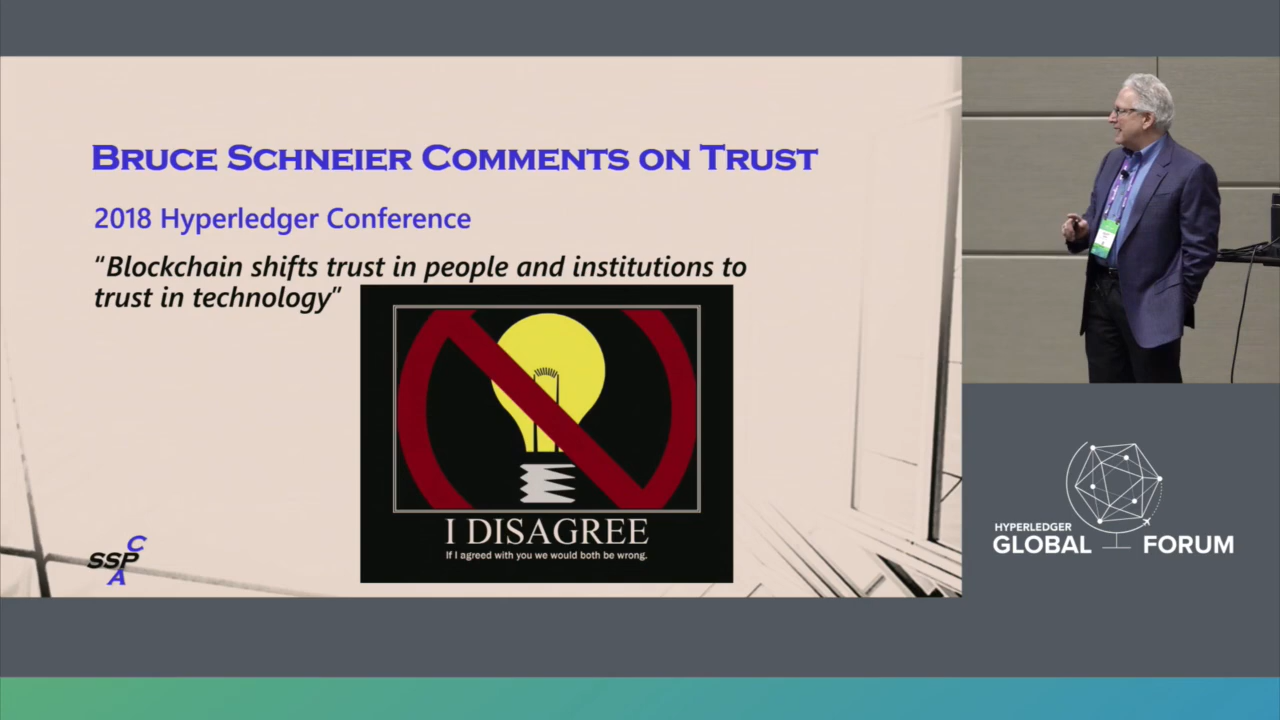 BRUCE SCHNEIER COMMENTS ON TRUST
2018 Hyperledger Conference
“Blockchain shifts trust in people and institutions to
trust in technology”
I DISAGREE
If I agreed with you we would both be wrong.
C
SSP
A
HYPERLEDGER
GLOBAL FORUM